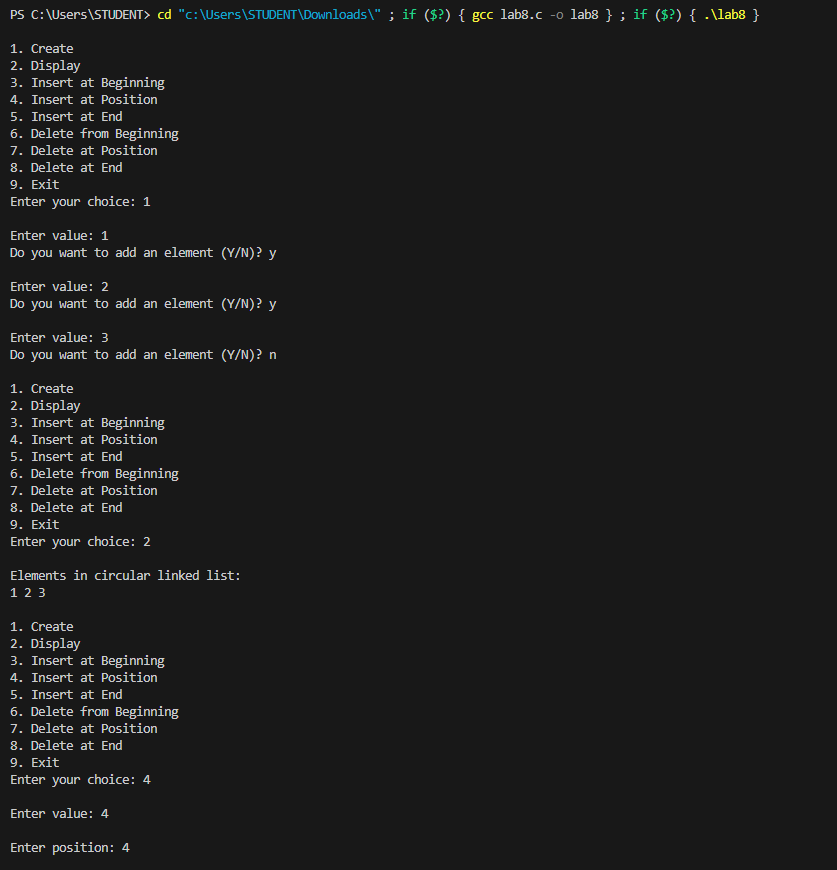 PS C:\Users\STUDENT> cd "c:\Users\STUDENT\Downloads\" ; if ($?) { gcc lab8.c -o lab8 } ; if ($?) { .\lab8 }
1. Create
2. Display
3. Insert at Beginning
4. Insert at Position
5. Insert at End
6. Delete from Beginning
7. Delete at Position
8. Delete at End
9. Exit
Enter your choice: 1
Enter value: 1
Do you want to add an element (Y/N)? y
Enter value: 2
Do you want to add an element (Y/N)? y
Enter value: 3
Do you want to add an element (Y/N)? n
1. Create
2. Display
3. Insert at Beginning
4. Insert at Position
5. Insert at End
6. Delete from Beginning
7. Delete at Position
8. Delete at End
9. Exit
Enter your choice: 2
Elements in circular linked list:
1 2 3
1. Create
2. Display
3. Insert at Beginning
4. Insert at Position
5. Insert at End
6. Delete from Beginning
7. Delete at Position
8. Delete at End
9. Exit
Enter your choice: 4
Enter value: 4
Enter position: 4